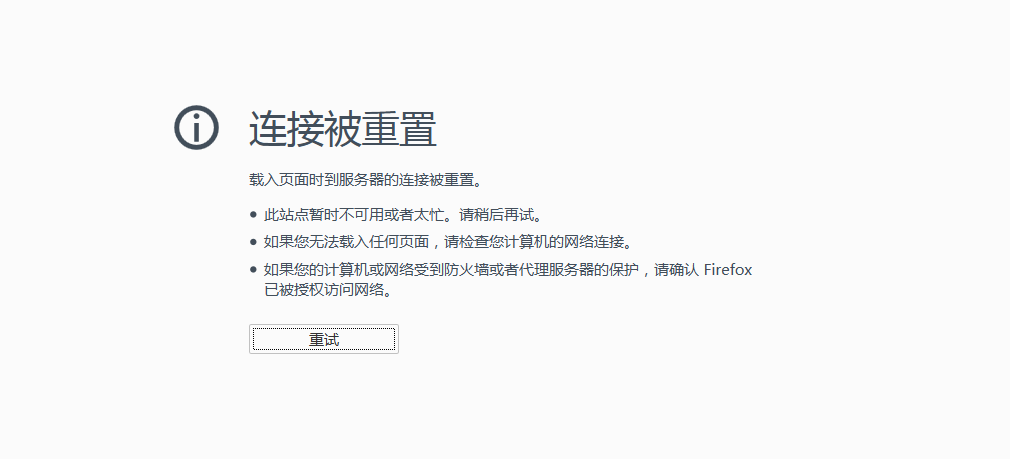 连接被重置
载入页面时到服务器的连接被重置。
● 此站点暂时不可用或者太忙。请稍后再试。
● 如果您无法载入任何页面，请检查您计算机的网络连接。
● 如果您的计算机或网络受到防火墙或者代理服务器的保护，请确认 Firefox
已被授权访问网络。
重试